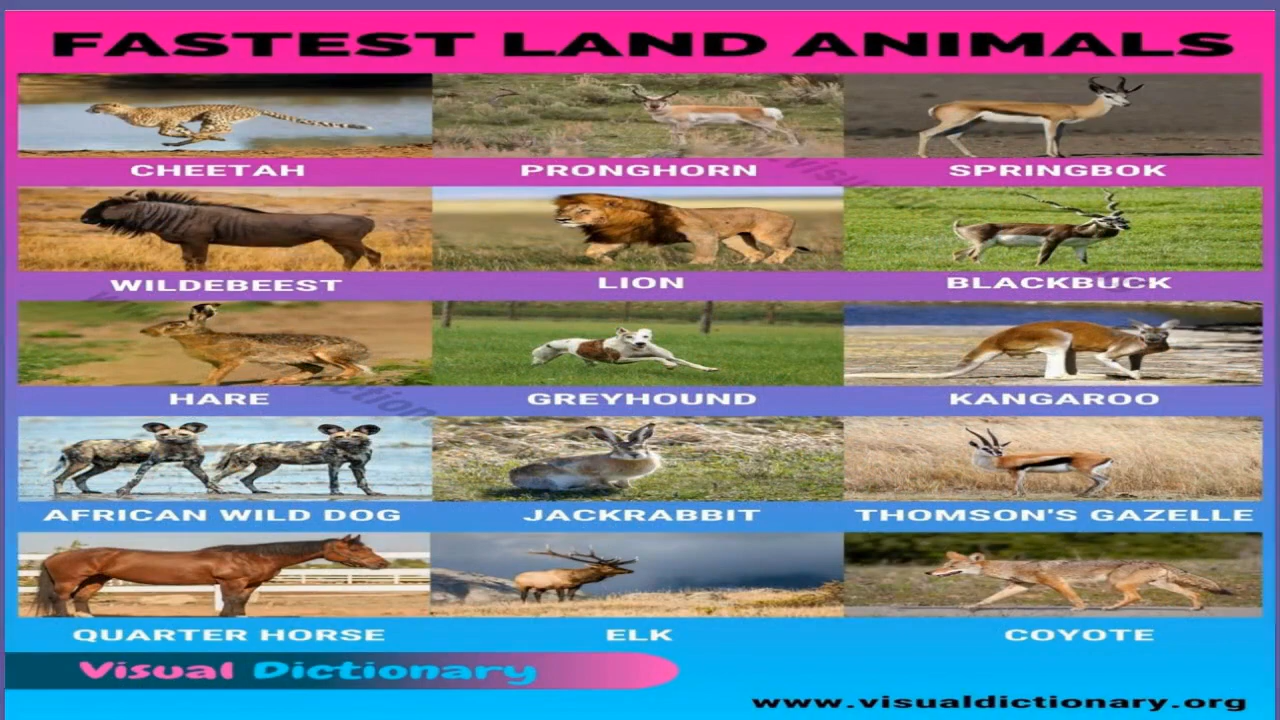 FASTEST LAND ANIMALS
CHEETAH PRONGHORN SPRINGBOK
WILDEBEEST LION BLACKBUCK
HARE GREYHOUND KANGAROO
AFRICAN WILD DOG JACKRABBIT THOMSON'S GAZELLE
QUARTER HORSE ELK COYOTE
Visual Dictionary
www.visualdictionary.org